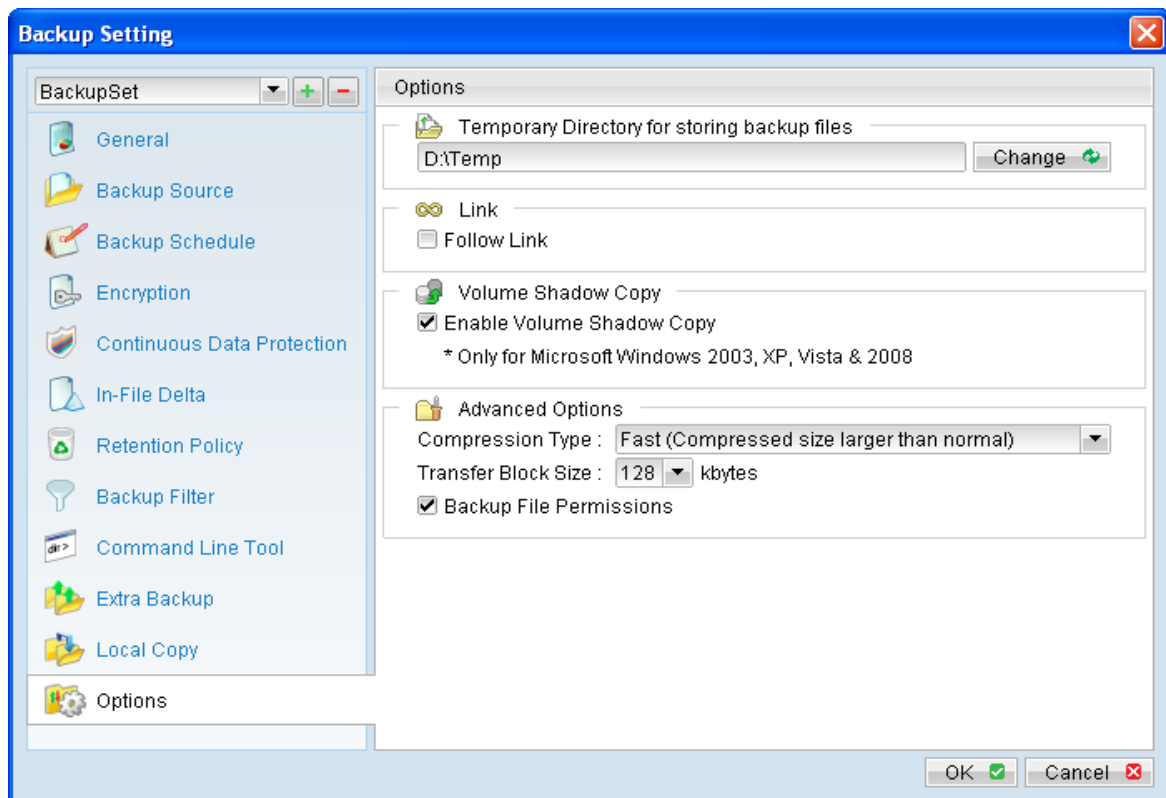 Backup Setting
BackupSet
General
Backup Source
Backup Schedule
Encryption
Continuous Data Protection
In-File Delta
Retention Policy
Backup Filter
dir>
Command Line Tool
Extra Backup
Local Copy
Options
Options
Temporary Directory for storing backup files
D:\Temp
Change
Link
Follow Link
Volume Shadow Copy
Enable Volume Shadow Copy
* Only for Microsoft Windows 2003, XP, Vista & 2008
Advanced Options
Compression Type : Fast (Compressed size larger than normal)
Transfer Block Size : 128 kbytes
Backup File Permissions
OK
Cancel